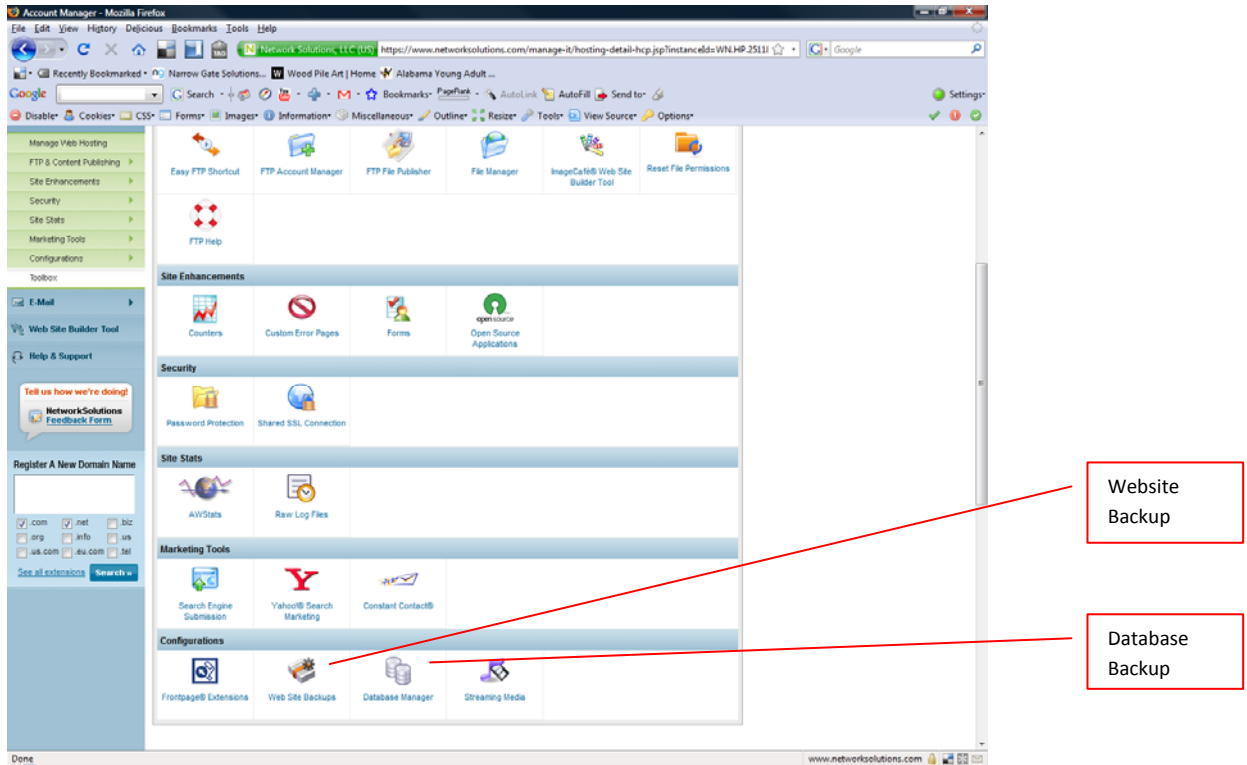 Account Manager - Mozilla Firefox
File Edit View History Delicious Bookmarks Tools Help
Network Solutions, LLC (US) https://www.networksolutions.com/manage-it/hosting-detail-hcp.jsp?instanceId=WN.HP.2511 Google
Recently Bookmarked Narrow Gate Solutions... Wood Pile Art | Home Alabama Young Adult ...
Google Search Bookmarks PageRank AutoLink AutoFill Send to Settings
Disable Cookies CSS Forms Images Information Miscellaneous Outline Resize Tools View Source Options
Manage Web Hosting
FTP & Content Publishing
Site Enhancements
Security
Site Stats
Marketing Tools
Configurations
Toolbox
E-Mail
Web Site Builder Tool
Help & Support
Tell us how we're doing!
NetworkSolutions
Feedback Form
Register A New Domain Name
.com .net .biz
.org .info .us
.us.com .eu.com .tel
See all extensions Search »
Easy FTP Shortcut
FTP Account Manager
FTP File Publisher
File Manager
ImageCafé® Web Site
Builder Tool
Reset File Permissions
FTP Help
Site Enhancements
Counters
Custom Error Pages
Forms
open source
Open Source
Applications
Security
Password Protection
Shared SSL Connection
Site Stats
AWStats
Raw Log Files
Marketing Tools
Search Engine
Submission
Yahoo!® Search
Marketing
Constant Contact®
Configurations
Frontpage® Extensions
Web Site Backups
Database Manager
Streaming Media
Website
Backup
Database
Backup
Done
www.networksolutions.com